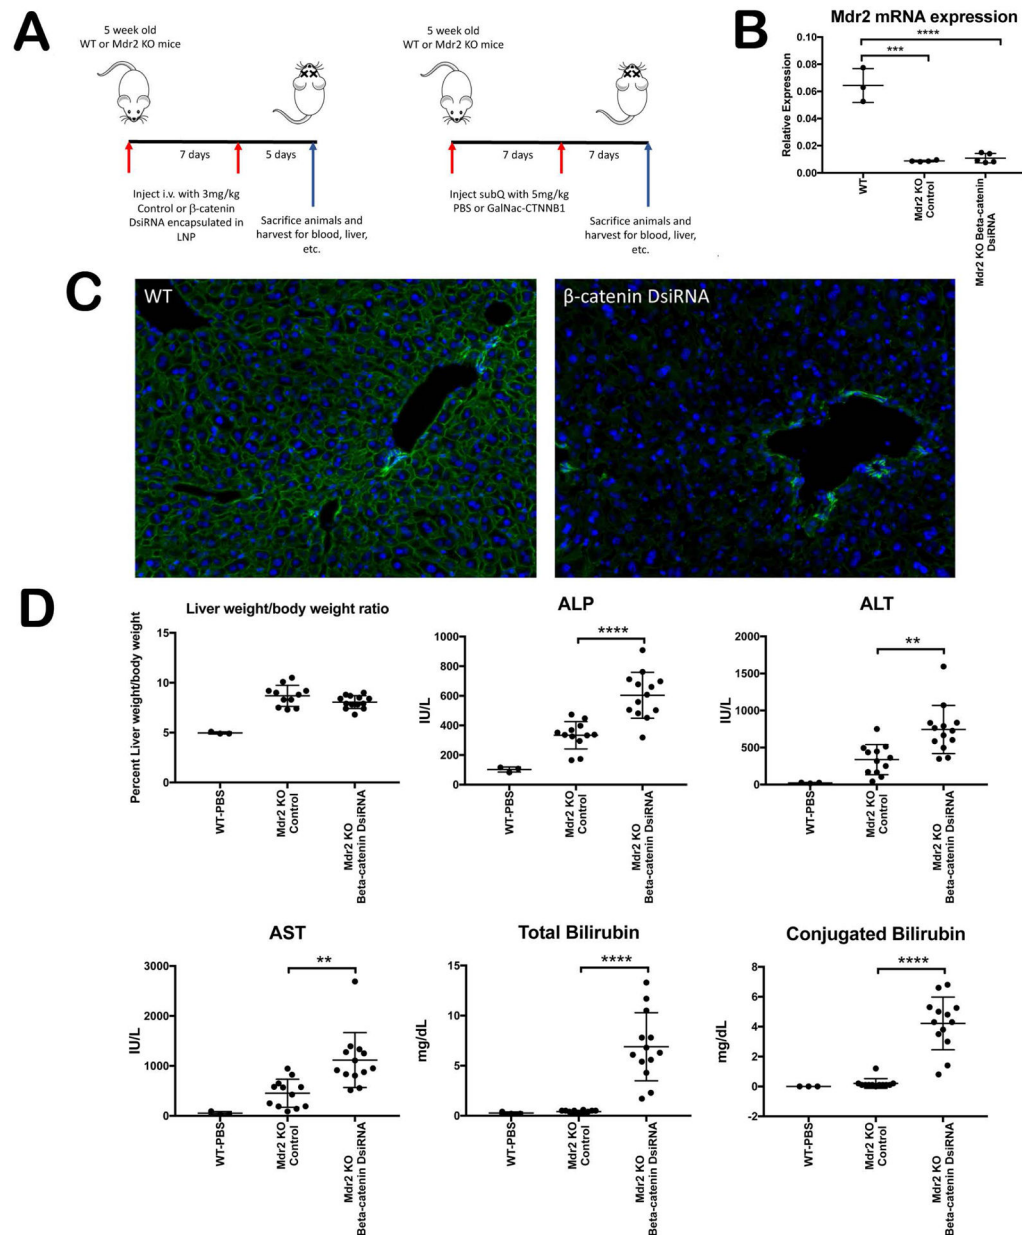 A
5 week old
WT or Mdr2 KO mice
7 days
5 days
Inject i.v. with 3mg/kg
Control or β-catenin
DsiRNA encapsulated in
LNP
Sacrifice animals and
harvest for blood, liver,
etc.
5 week old
WT or Mdr2 KO mice
7 days
7 days
Inject subQ with 5mg/kg
PBS or GalNac-CTNNB1
Sacrifice animals and
harvest for blood, liver,
etc.
B
Mdr2 mRNA expression
Relative Expression
0.10
0.08
0.06
0.04
0.02
0.00
****
***
WT
Mdr2 KO
Control
Mdr2 KO Beta-catenin
DsiRNA
C
WT
β-catenin DsiRNA
D
Liver weight/body weight ratio
Percent Liver weight/body weight
15
10
5
0
WT-PBS
Mdr2 KO
Control
Mdr2 KO
Beta-catenin DsiRNA
ALP
IU/L
1000
800
600
400
200
0
****
WT-PBS
Mdr2 KO
Control
Mdr2 KO
Beta-catenin DsiRNA
ALT
IU/L
2000
1500
1000
500
0
**
WT-PBS
Mdr2 KO
Control
Mdr2 KO
Beta-catenin DsiRNA
AST
IU/L
3000
2000
1000
0
**
WT-PBS
Mdr2 KO
Control
Mdr2 KO
Beta-catenin DsiRNA
Total Bilirubin
mg/dL
15
10
5
0
****
WT-PBS
Mdr2 KO
Control
Mdr2 KO
Beta-catenin DsiRNA
Conjugated Bilirubin
mg/dL
8
6
4
2
0
-2
****
WT-PBS
Mdr2 KO
Control
Mdr2 KO
Beta-catenin DsiRNA